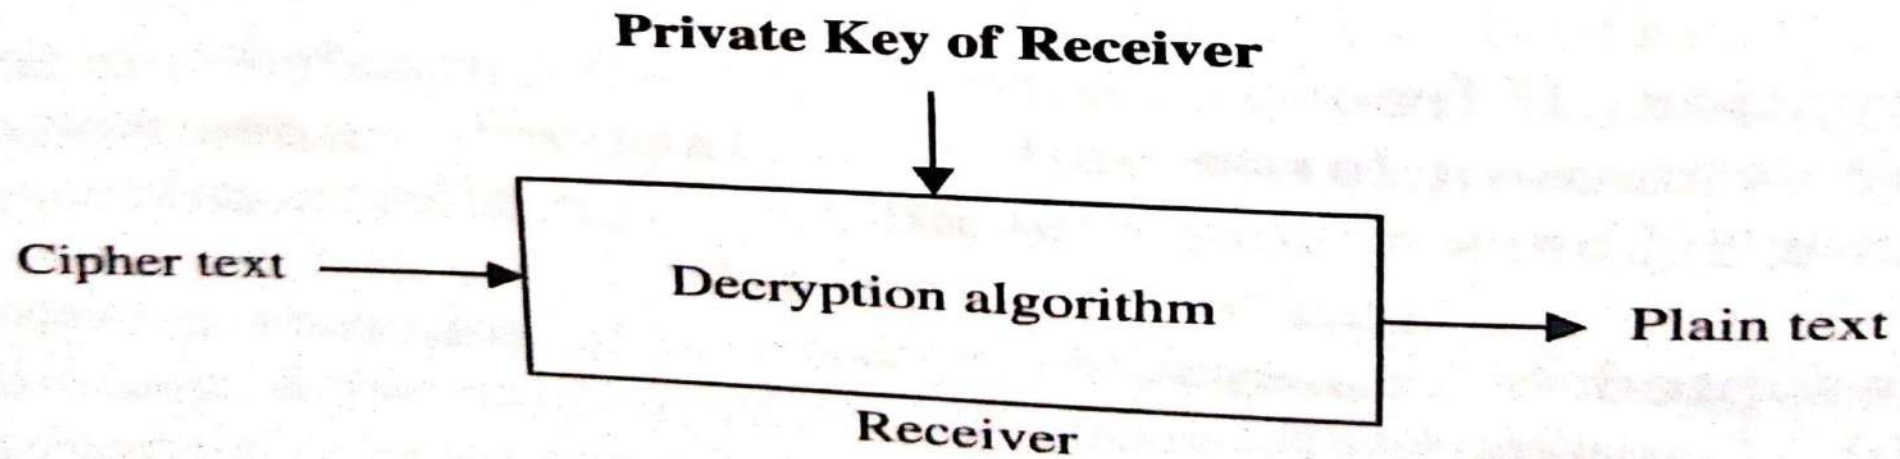 Private Key of Receiver
Cipher text
Decryption algorithm
Plain text
Receiver